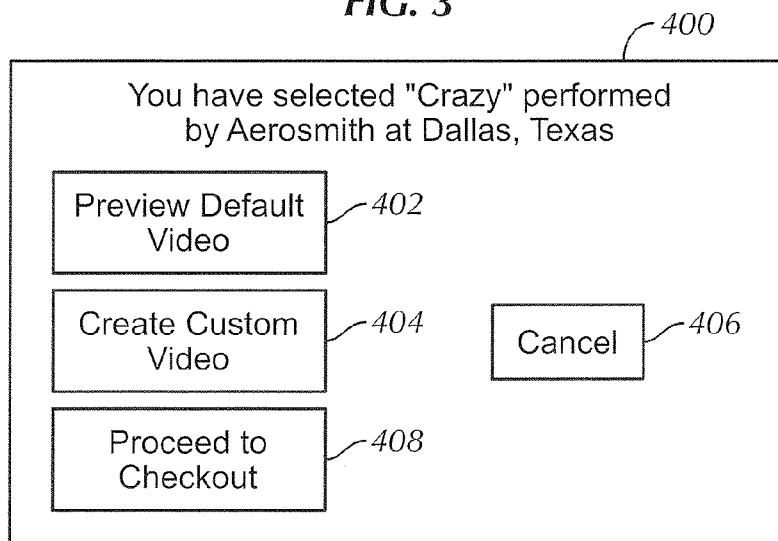 FIG. 3
400
You have selected "Crazy" performed
by Aerosmith at Dallas, Texas
Preview Default
Video
402
Create Custom
Video
404
Cancel
406
Proceed to
Checkout
408